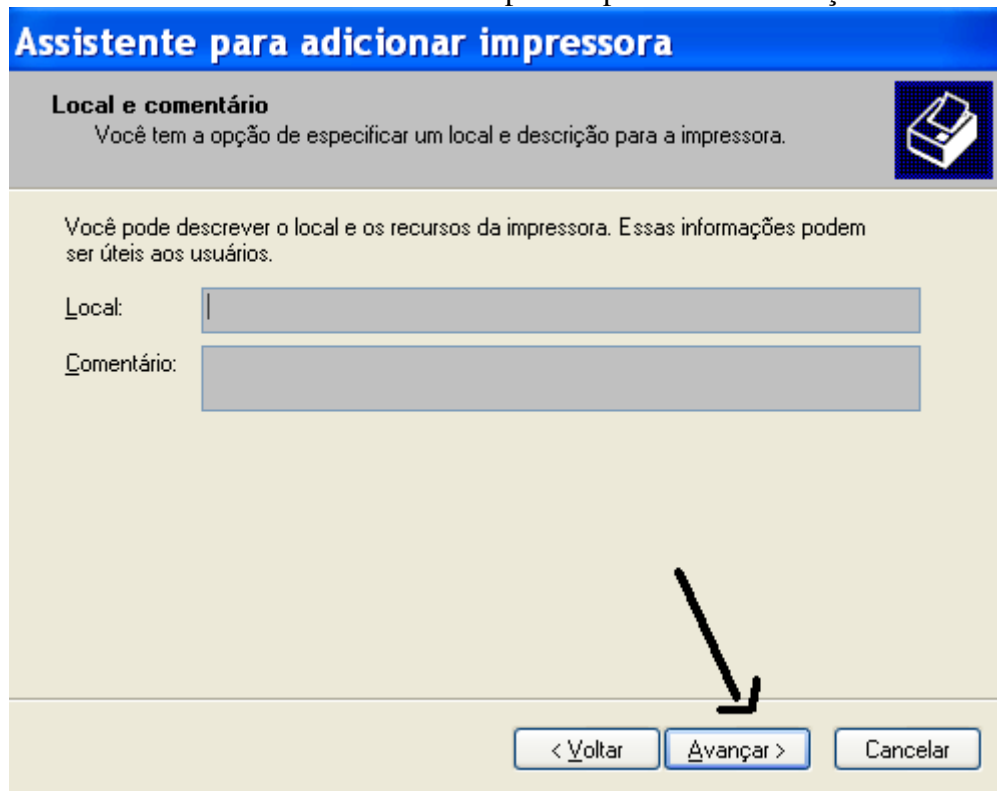 Assistente para adicionar impressora
Local e comentário
Você tem a opção de especificar um local e descrição para a impressora.
Você pode descrever o local e os recursos da impressora. Essas informações podem
ser úteis aos usuários.
Local:
Comentário:
< Voltar Avançar > Cancelar